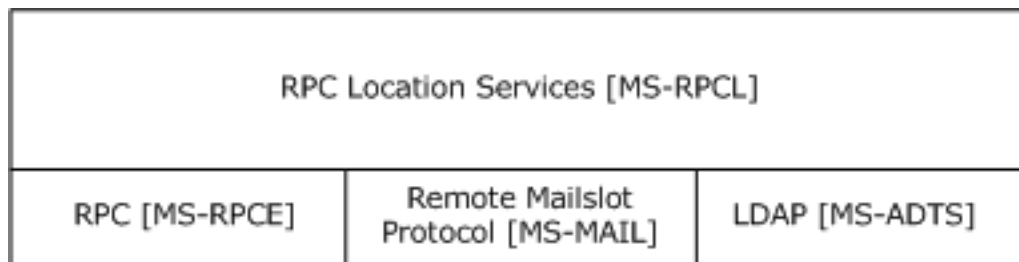 RPC Location Services [MS-RPCL]
RPC [MS-RPCE]
Remote Mailslot
Protocol [MS-MAIL]
LDAP [MS-ADTS]